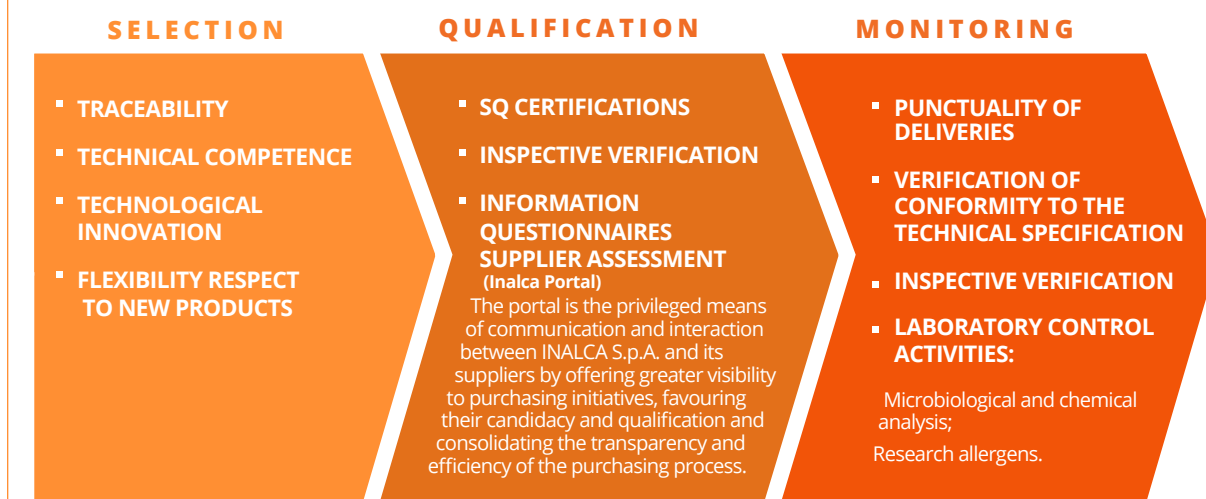 SELECTION
TRACEABILITY
TECHNICAL COMPETENCE
TECHNOLOGICAL
INNOVATION
FLEXIBILITY RESPECT
TO NEW PRODUCTS
QUALIFICATION
SQ CERTIFICATIONS
INSPECTIVE VERIFICATION
INFORMATION
QUESTIONNAIRES
SUPPLIER ASSESSMENT
(Inalca Portal)
The portal is the privileged means
of communication and interaction
between INALCA S.p.A. and its
suppliers by offering greater visibility
to purchasing initiatives, favouring
their candidacy and qualification and
consolidating the transparency and
efficiency of the purchasing process.
MONITORING
PUNCTUALITY OF
DELIVERIES
VERIFICATION OF
CONFORMITY TO THE
TECHNICAL SPECIFICATION
INSPECTIVE VERIFICATION
LABORATORY CONTROL
ACTIVITIES:
Microbiological and chemical
analysis;
Research allergens.